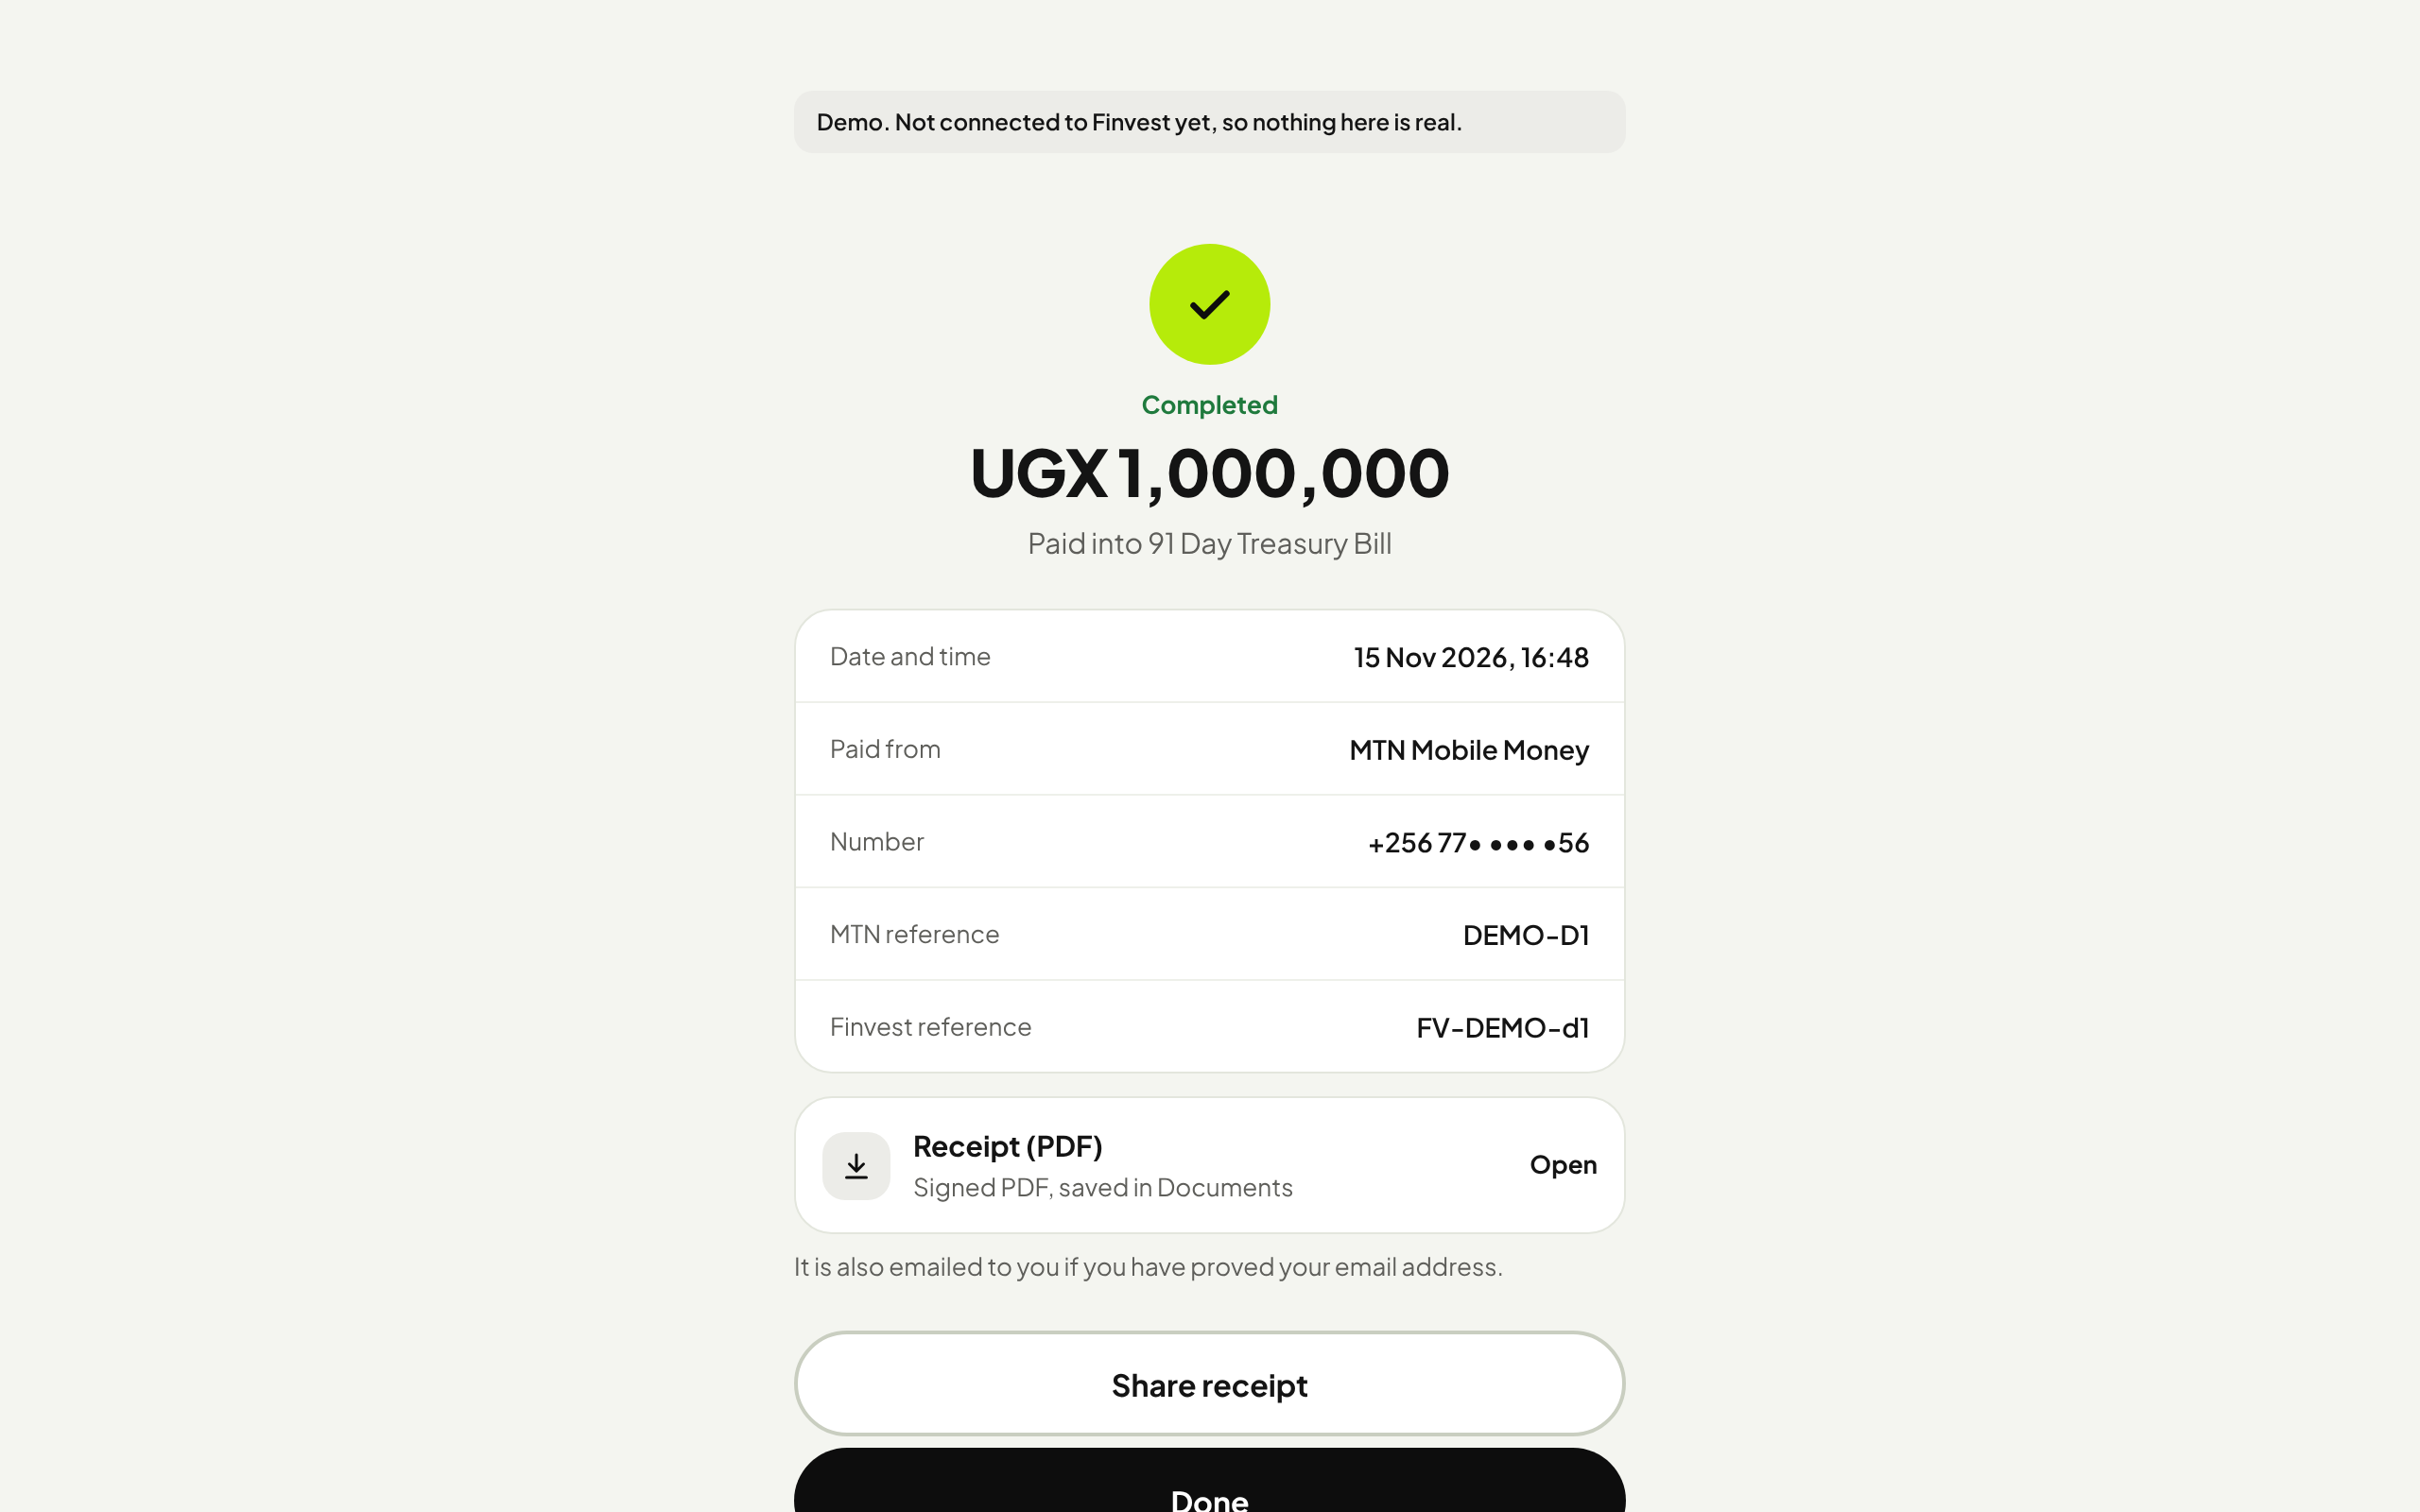 Demo. Not connected to Finvest yet, so nothing here is real.
Completed
UGX 1,000,000
Paid into 91 Day Treasury Bill
Date and time
15 Nov 2026, 16:48
Paid from
MTN Mobile Money
Number
+256 77• •••• •56
MTN reference
DEMO-D1
Finvest reference
FV-DEMO-d1
Receipt (PDF)
Signed PDF, saved in Documents
Open
It is also emailed to you if you have proved your email address.
Share receipt
Done